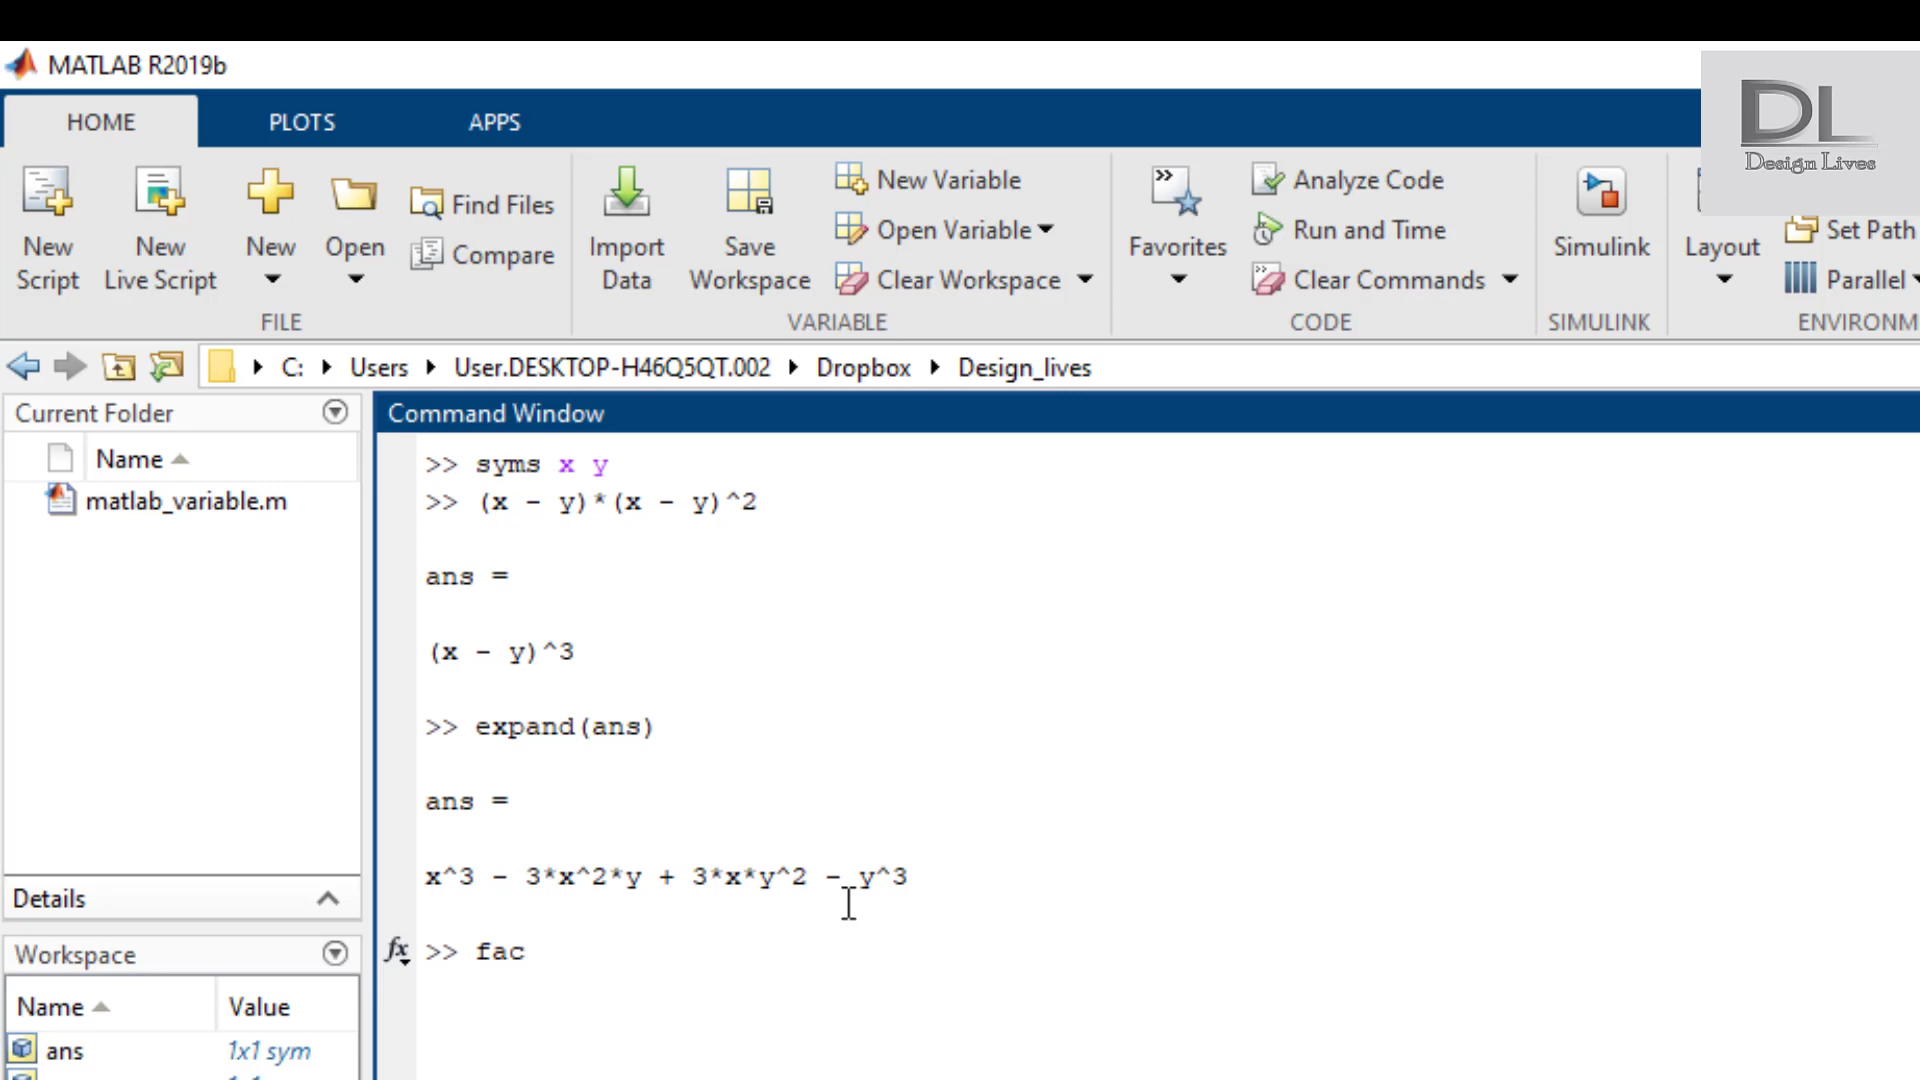 MATLAB R2019b
DL
Design Lives
HOME PLOTS APPS
New Script
New Live Script
New
Open
Find Files
Compare
FILE
Import Data
Save Workspace
New Variable
Open Variable
Clear Workspace
VARIABLE
Favorites
Analyze Code
Run and Time
Clear Commands
CODE
Simulink
SIMULINK
Layout
Set Path
Parallel
ENVIRONM
C: Users User.DESKTOP-H46Q5QT.002 Dropbox Design_lives
Current Folder
Name
matlab_variable.m
Details
Workspace
Name Value
ans 1x1 sym
Command Window
>> syms x y
>> (x - y)*(x - y)^2
ans =
(x - y)^3
>> expand(ans)
ans =
x^3 - 3*x^2*y + 3*x*y^2 - y^3
fx >> fac